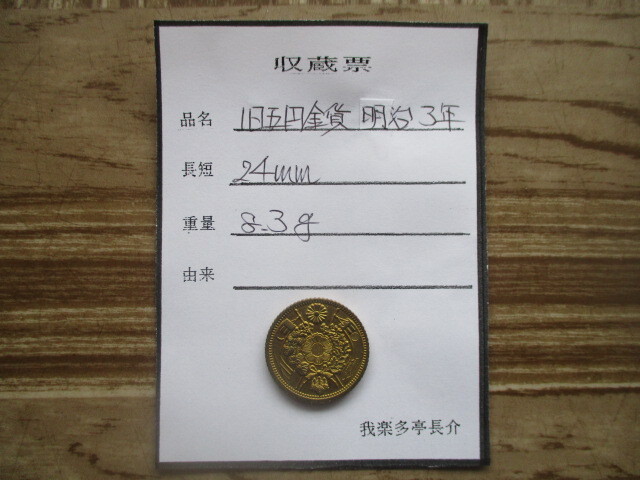 収蔵票
品名 旧五円金貨 明治3年
長短 24mm
重量 8.3g
由来
我楽多亭長介